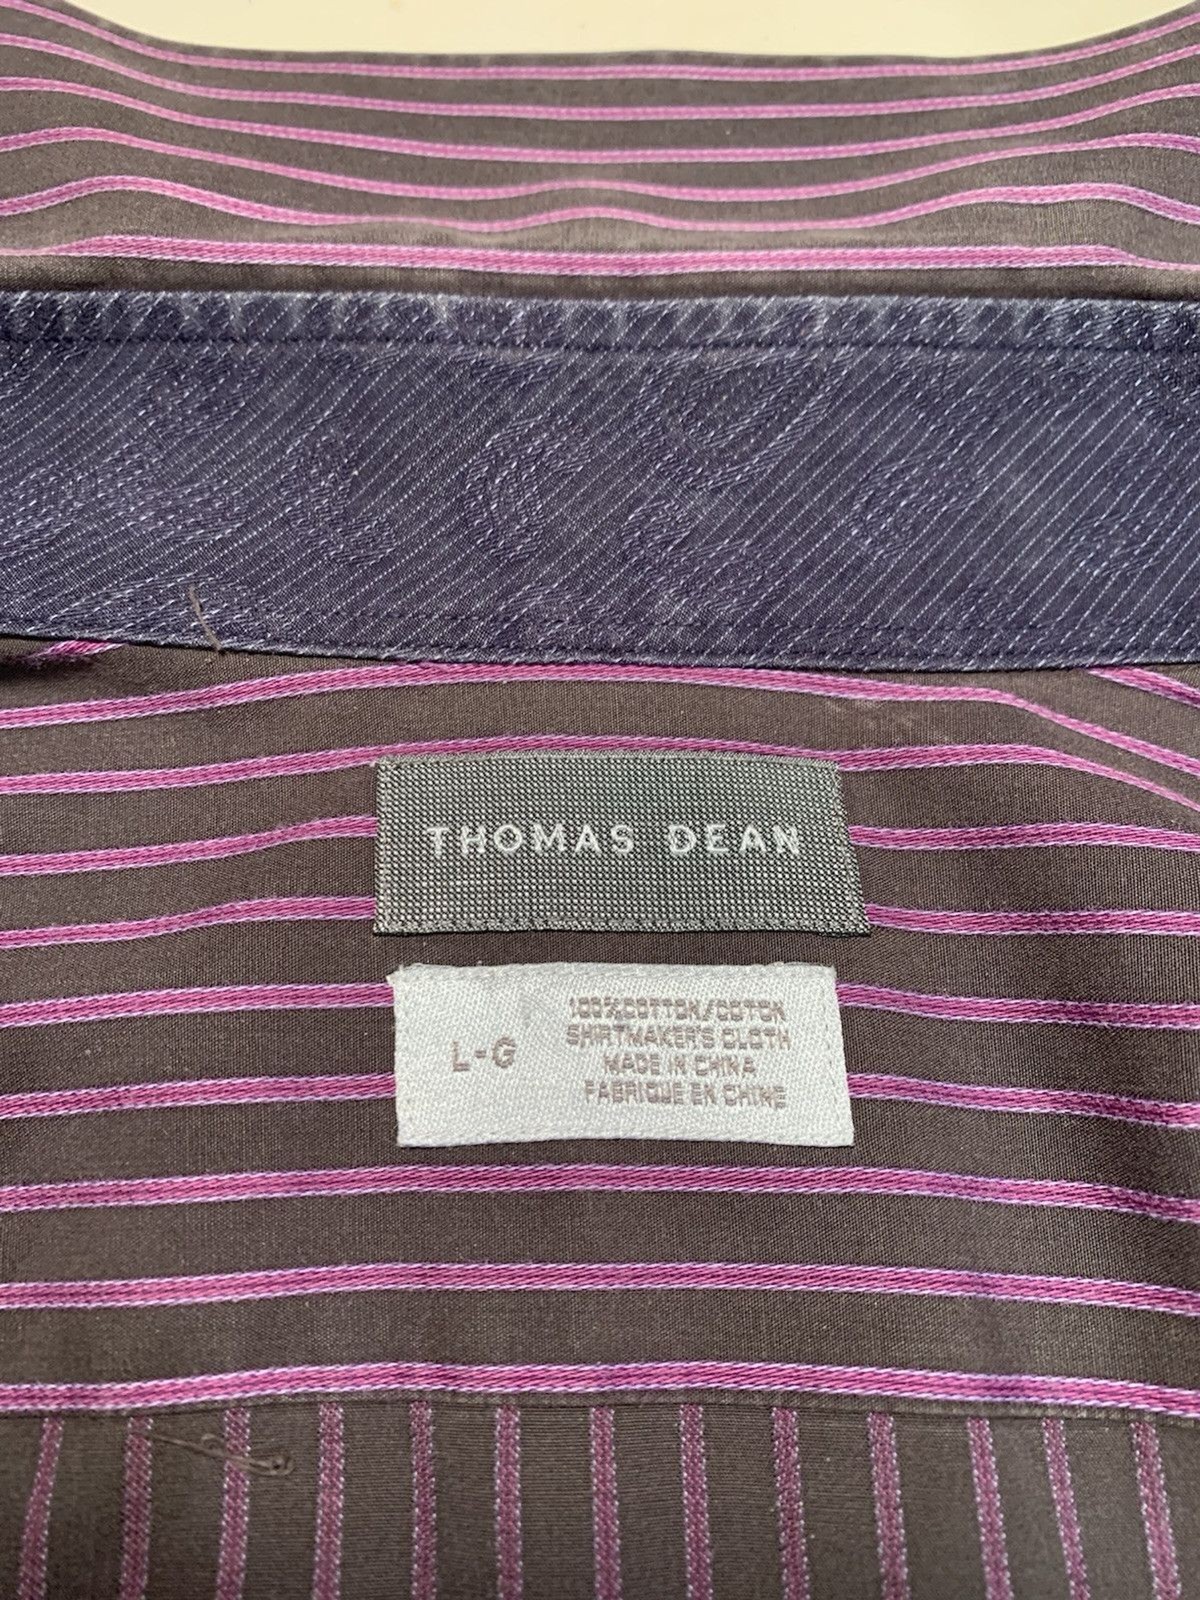 THOMAS DEAN
L-G
100%COTTON/COTON
SHIRTMAKER'S CLOTH
MADE IN CHINA
FABRIQUE EN CHINE